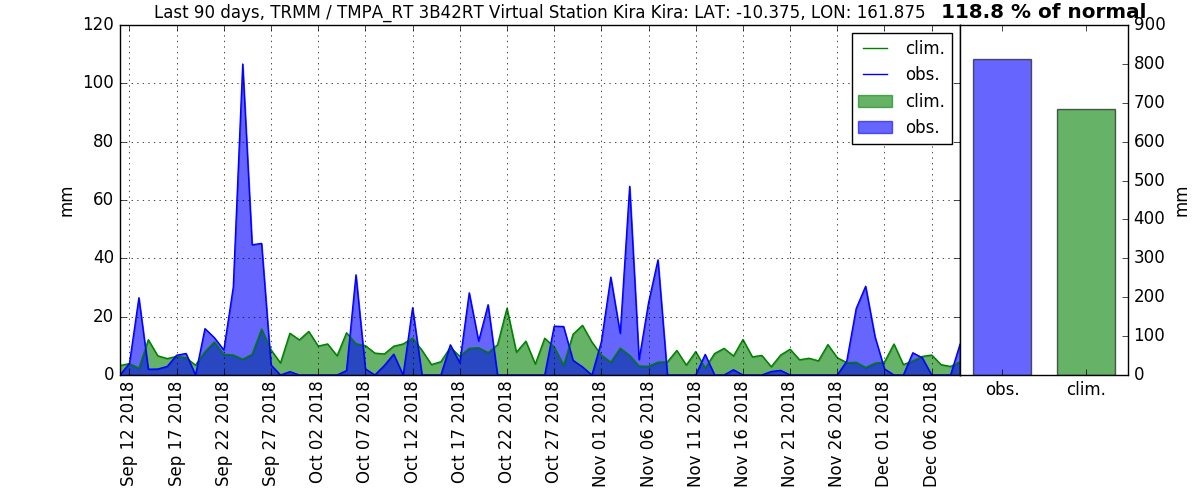 Last 90 days, TRMM / TMPA_RT 3B42RT Virtual Station Kira Kira: LAT: -10.375, LON: 161.875 118.8 % of normal
mm
120
100
80
60
40
20
0
clim.
obs.
clim.
obs.
Sep 12 2018
Sep 17 2018
Sep 22 2018
Sep 27 2018
Oct 02 2018
Oct 07 2018
Oct 12 2018
Oct 17 2018
Oct 22 2018
Oct 27 2018
Nov 01 2018
Nov 06 2018
Nov 11 2018
Nov 16 2018
Nov 21 2018
Nov 26 2018
Dec 01 2018
Dec 06 2018
900
800
700
600
500
400
300
200
100
0
mm
obs. clim.